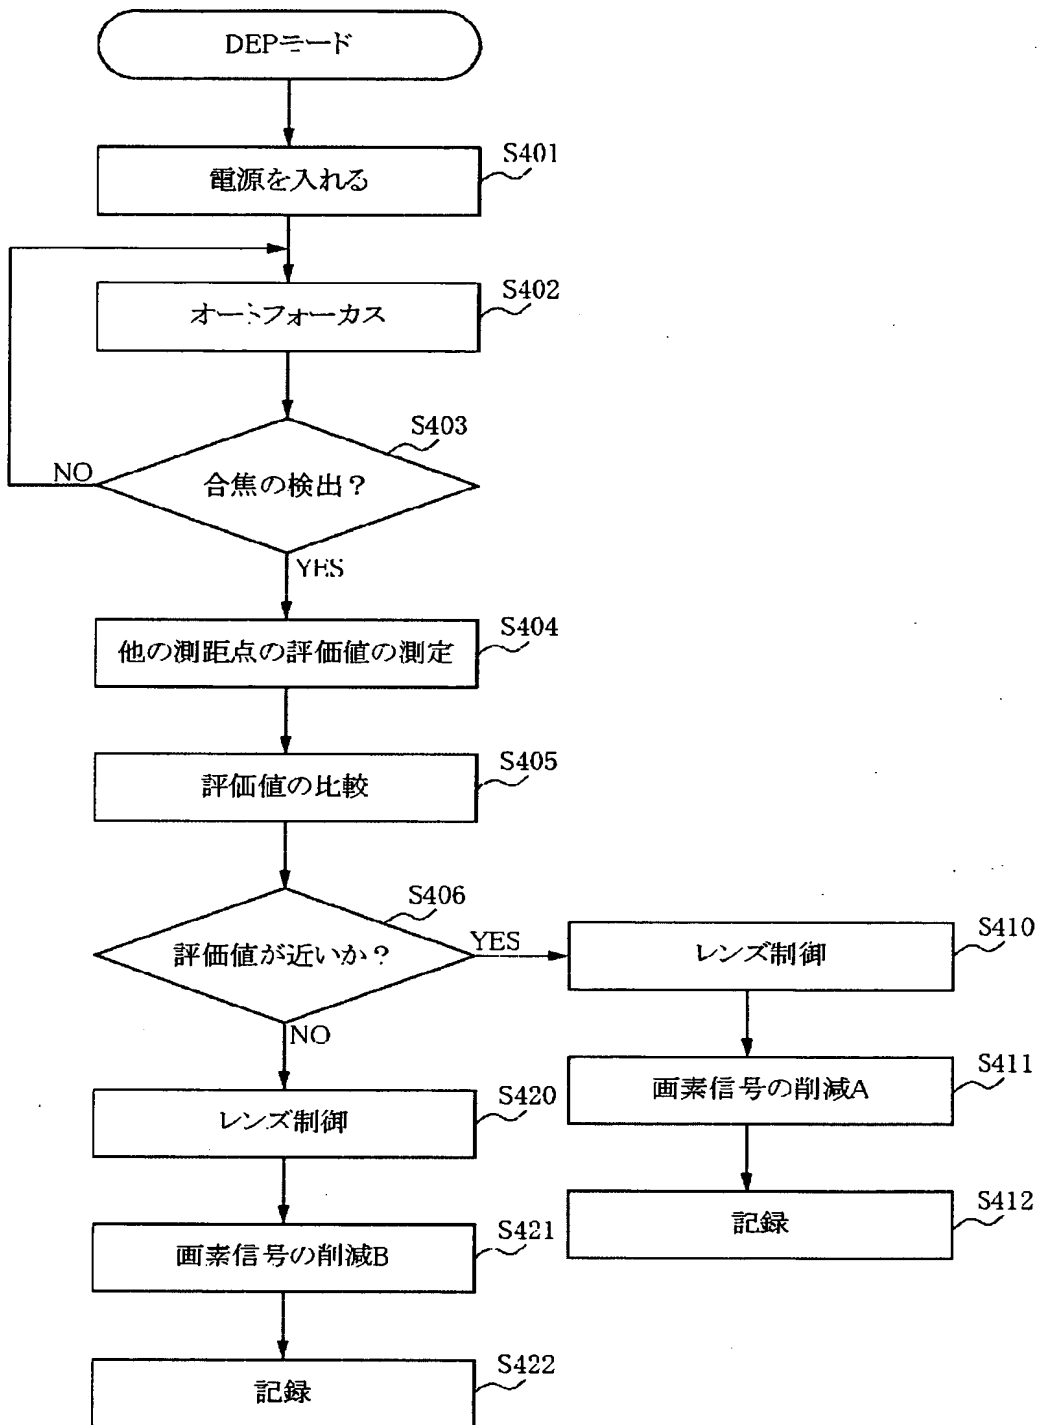 DEPモード
電源を入れる
S401
オートフォーカス
S402
合焦の検出?
S403
NO
YES
他の測距点の評価値の測定
S404
評価値の比較
S405
評価値が近いか?
S406
YES
NO
レンズ制御
S410
画素信号の削減A
S411
記録
S412
レンズ制御
S420
画素信号の削減B
S421
記録
S422